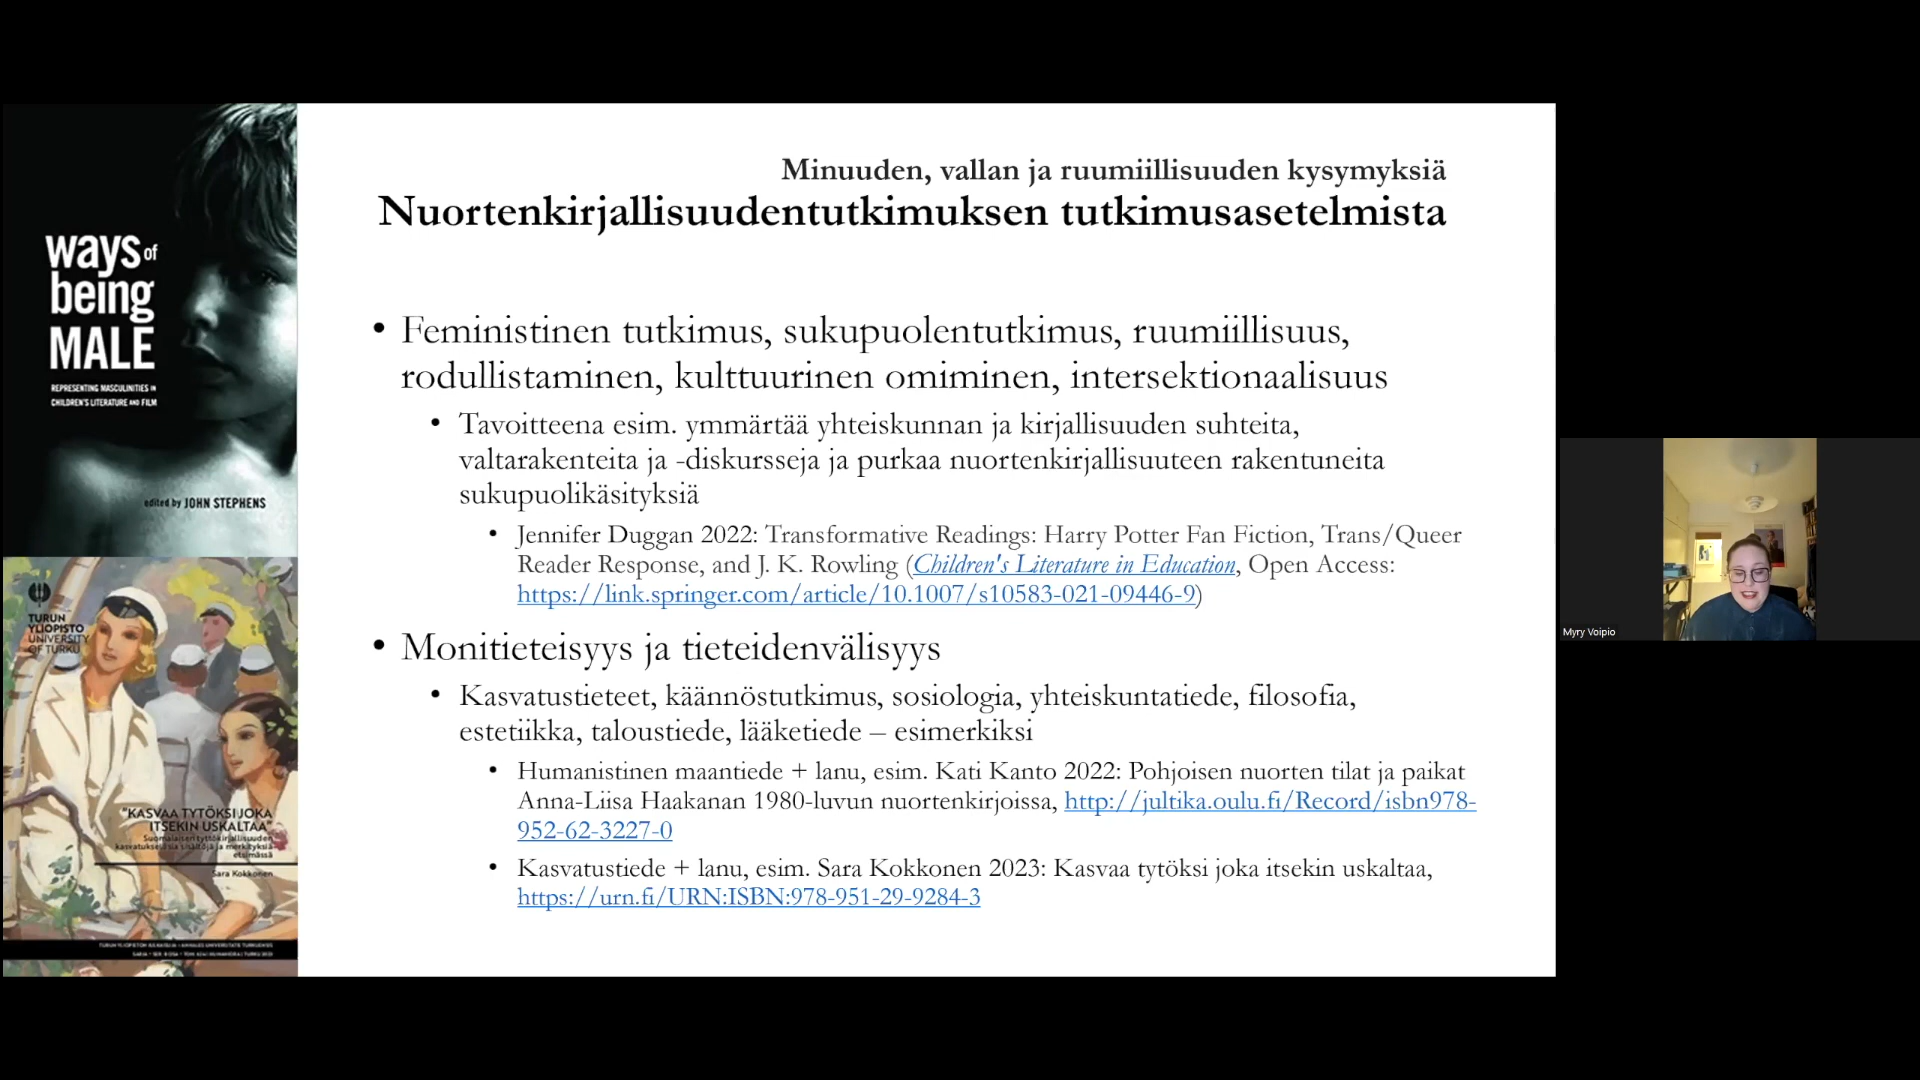 ways of
being
MALE
REPRESENTING MASCULINITIES IN
CHILDREN'S LITERATURE AND FILM
edited by JOHN STEPHENS
TURUN
YLIOPISTO
UNIVERSITY
OF TURKU
"KASVAA TYTÖKSI JOKA
ITSEKIN USKALTAA"
Suomalaisen tyttökirjallisuuden
kasvatuksellisia sisältöjä ja merkityksiä
etsimässä
Sara Kokkonen
Minuuden, vallan ja ruumiillisuuden kysymyksiä
Nuortenkirjallisuudentutkimuksen tutkimusasetelmista
• Feministinen tutkimus, sukupuolentutkimus, ruumiillisuus,
rodullistaminen, kulttuurinen omiminen, intersektionaalisuus
• Tavoitteena esim. ymmärtää yhteiskunnan ja kirjallisuuden suhteita,
valtarakenteita ja -diskursseja ja purkaa nuortenkirjallisuuteen rakentuneita
sukupuolikäsityksiä
• Jennifer Duggan 2022: Transformative Readings: Harry Potter Fan Fiction, Trans/Queer
Reader Response, and J. K. Rowling (Children's Literature in Education, Open Access:
https://link.springer.com/article/10.1007/s10583-021-09446-9)
• Monitieteisyys ja tieteidenvälisyys
• Kasvatustieteet, käännöstutkimus, sosiologia, yhteiskuntatiede, filosofia,
estetiikka, taloustiede, lääketiede – esimerkiksi
• Humanistinen maantiede + lanu, esim. Kati Kanto 2022: Pohjoisen nuorten tilat ja paikat
Anna-Liisa Haakanan 1980-luvun nuortenkirjoissa, http://jultika.oulu.fi/Record/isbn978-
952-62-3227-0
• Kasvatustiede + lanu, esim. Sara Kokkonen 2023: Kasvaa tytöksi joka itsekin uskaltaa,
https://urn.fi/URN:ISBN:978-951-29-9284-3
Myry Voipio